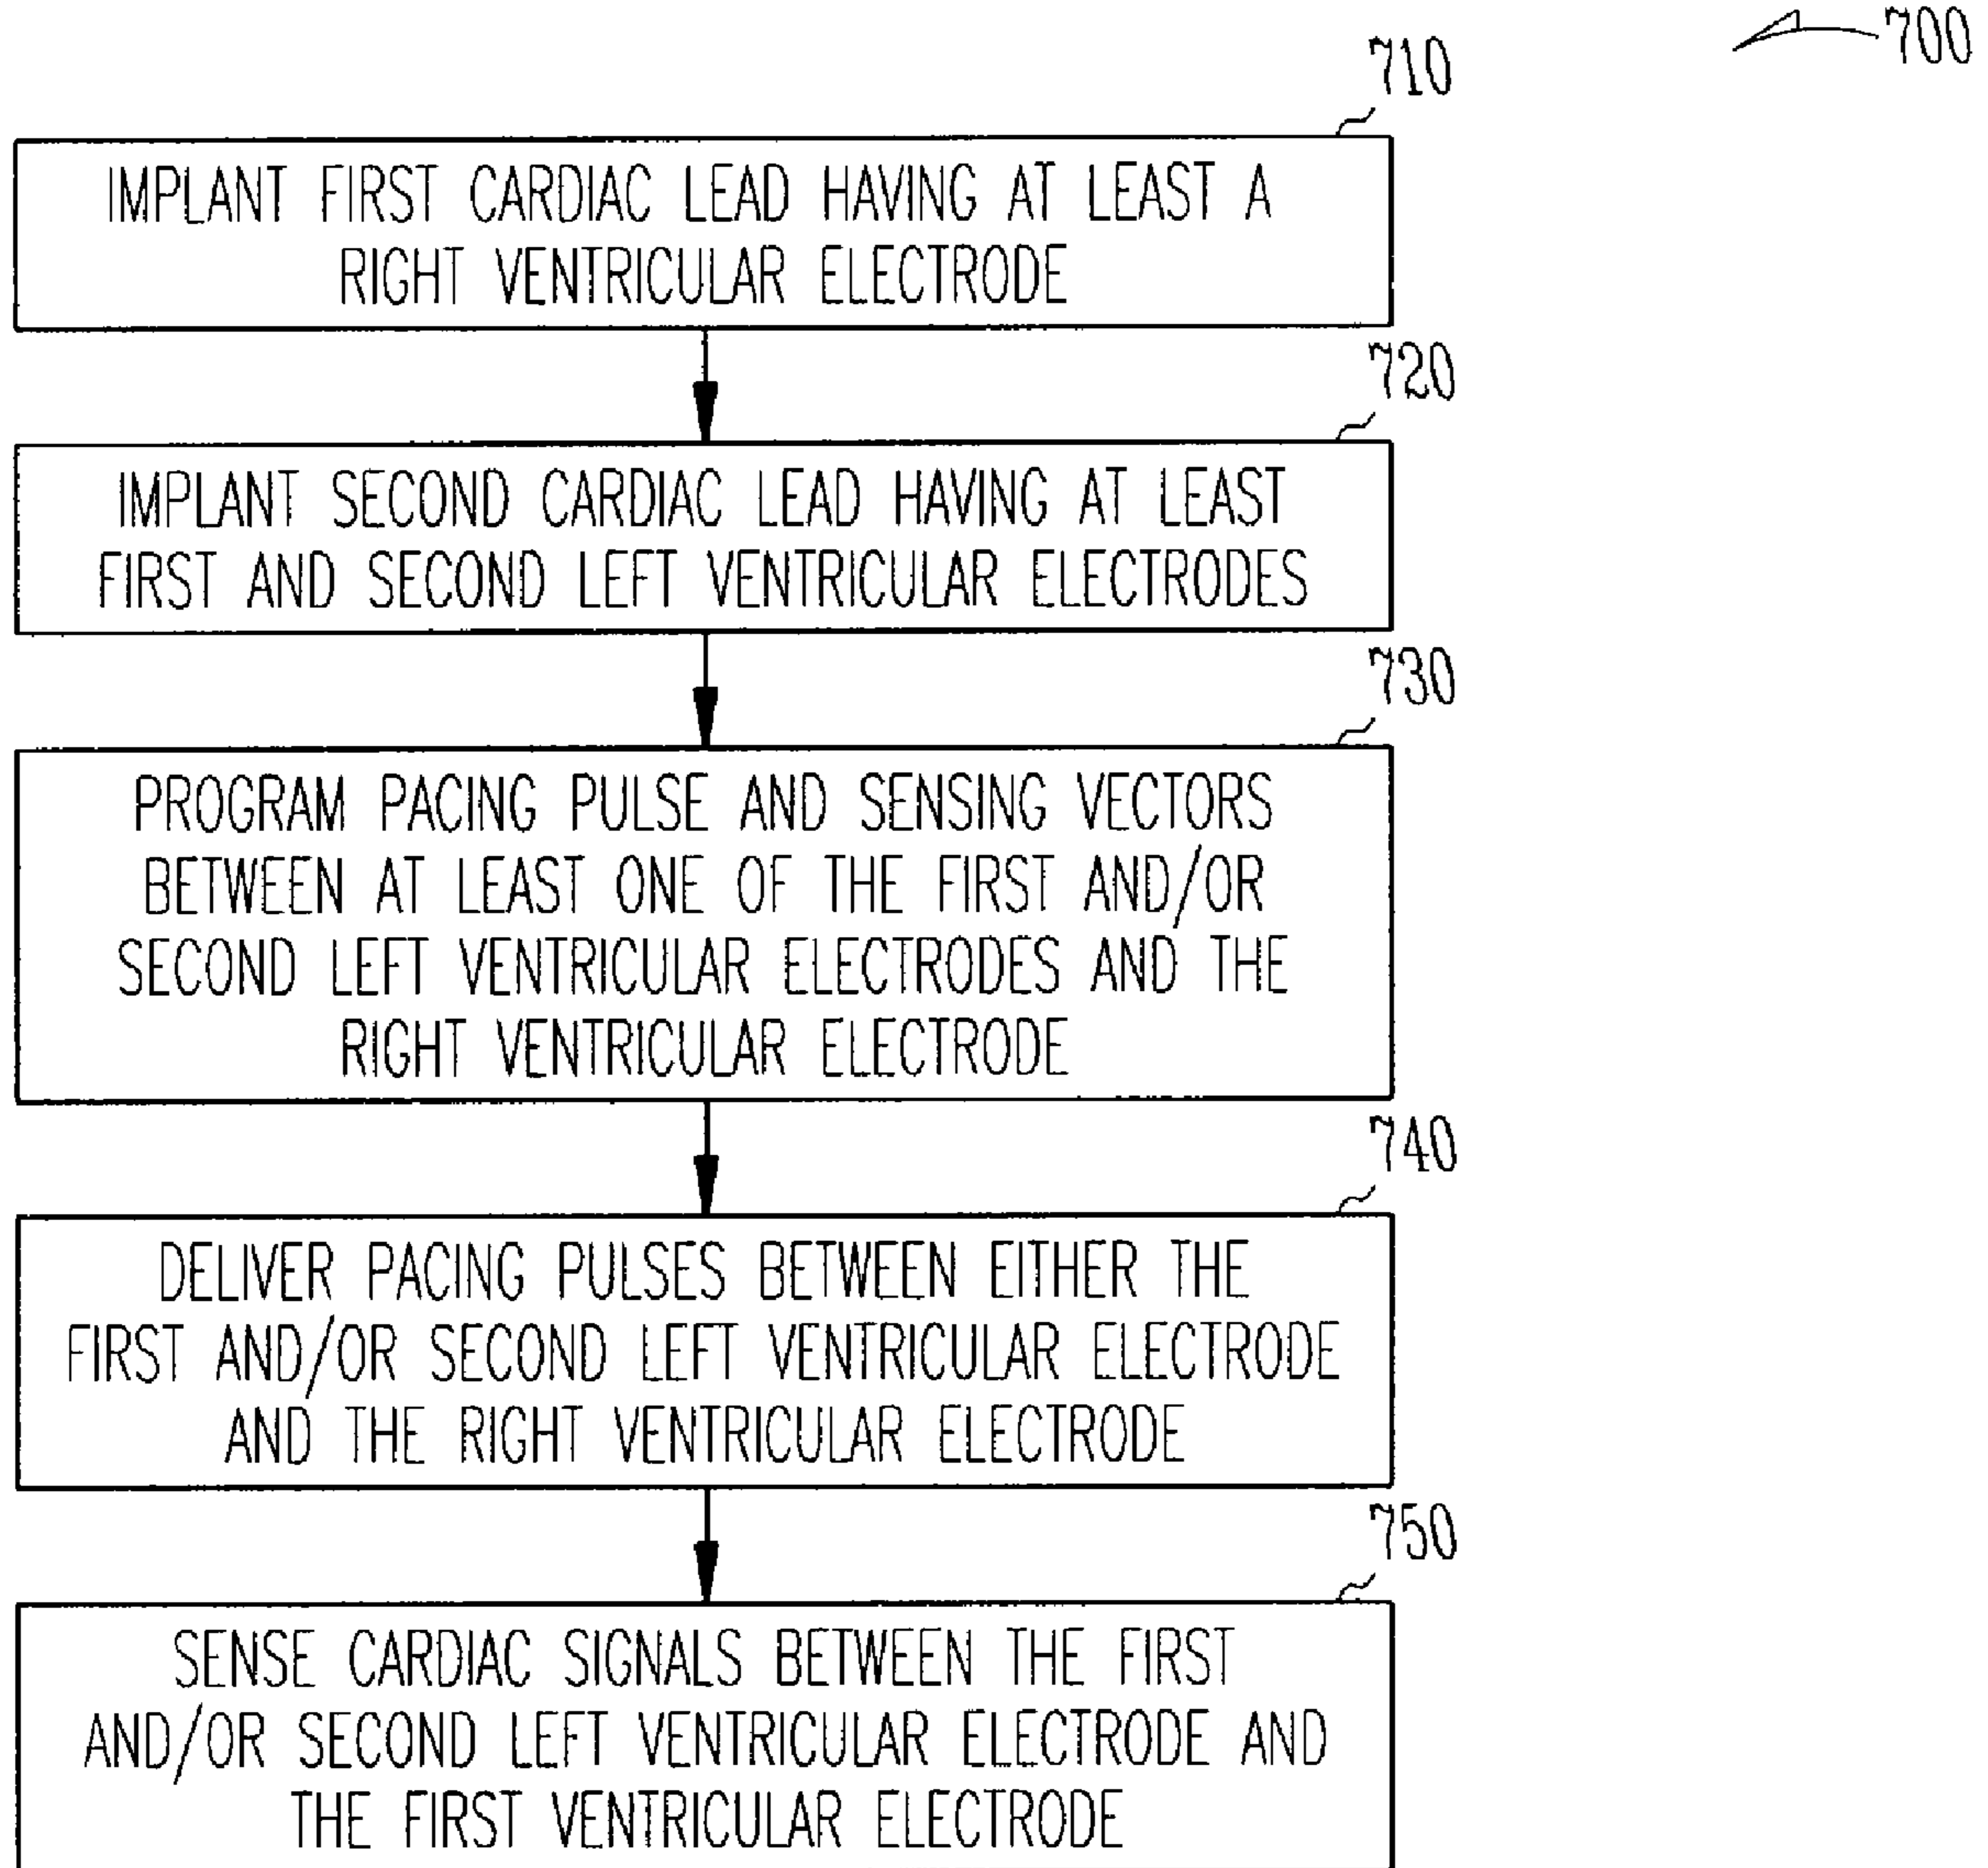 700
710
IMPLANT FIRST CARDIAC LEAD HAVING AT LEAST A
RIGHT VENTRICULAR ELECTRODE
720
IMPLANT SECOND CARDIAC LEAD HAVING AT LEAST
FIRST AND SECOND LEFT VENTRICULAR ELECTRODES
730
PROGRAM PACING PULSE AND SENSING VECTORS
BETWEEN AT LEAST ONE OF THE FIRST AND/OR
SECOND LEFT VENTRICULAR ELECTRODES AND THE
RIGHT VENTRICULAR ELECTRODE
740
DELIVER PACING PULSES BETWEEN EITHER THE
FIRST AND/OR SECOND LEFT VENTRICULAR ELECTRODE
AND THE RIGHT VENTRICULAR ELECTRODE
750
SENSE CARDIAC SIGNALS BETWEEN THE FIRST
AND/OR SECOND LEFT VENTRICULAR ELECTRODE AND
THE FIRST VENTRICULAR ELECTRODE